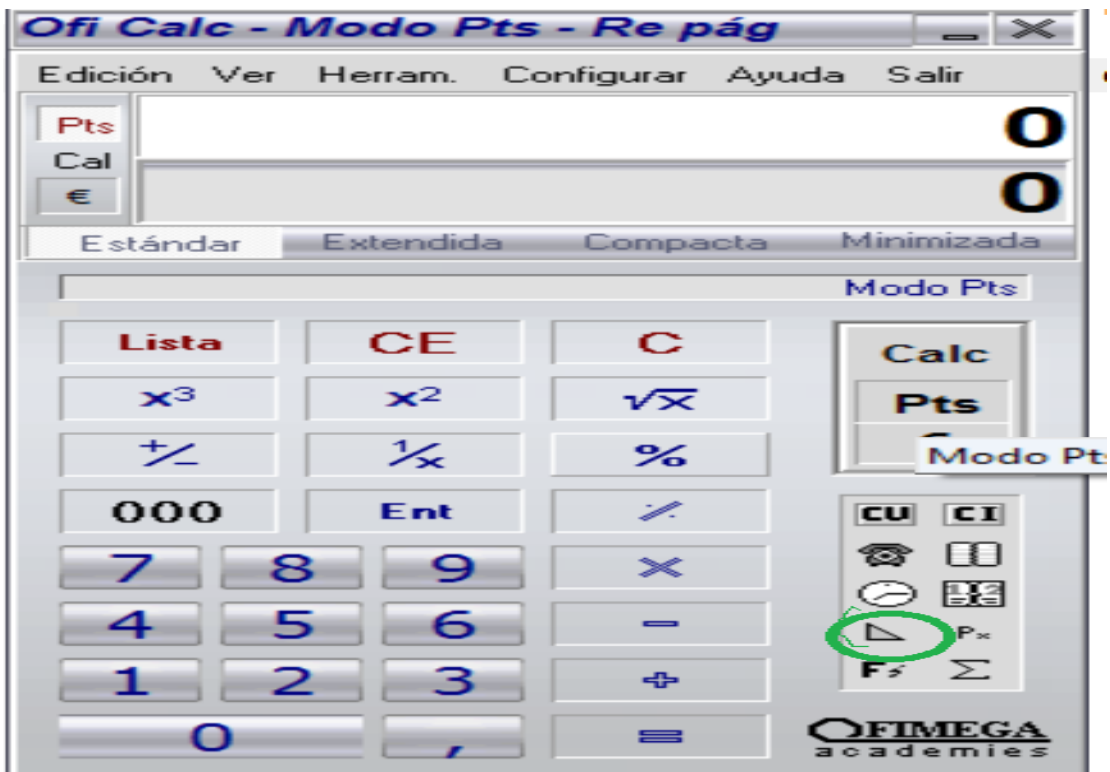 Ofi Calc - Modo Pts - Re pág
Edición Ver Herram. Configurar Ayuda Salir
Pts 0
Cal
€ 0
Estándar Extendida Compacta Minimizada
Modo Pts
Lista CE C Calc
x³ x² √x Pts
+/- 1/x % Modo Pts
000 Ent ⁒ CU CI
7 8 9 ×
4 5 6 - Px
1 2 3 + Σ
0 , =
OFIMEGA
academies